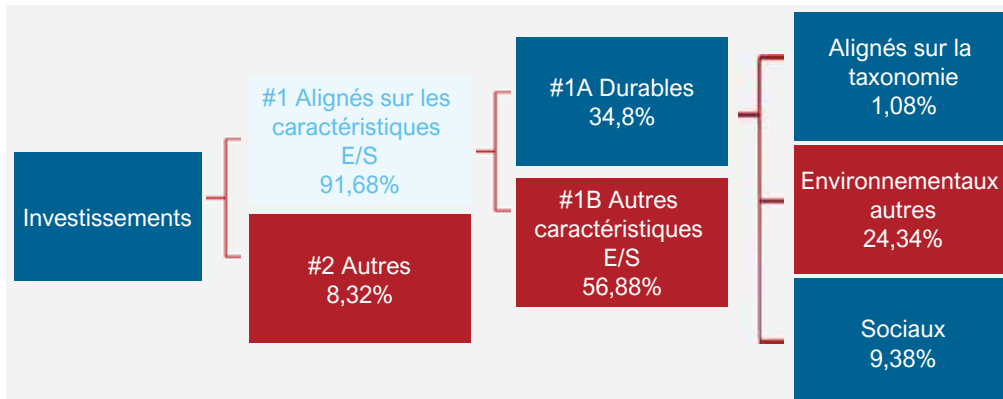 Investissements
#1 Alignés sur les
caractéristiques
E/S
91,68%
#2 Autres
8,32%
#1A Durables
34,8%
#1B Autres
caractéristiques
E/S
56,88%
Alignés sur la
taxonomie
1,08%
Environnementaux
autres
24,34%
Sociaux
9,38%